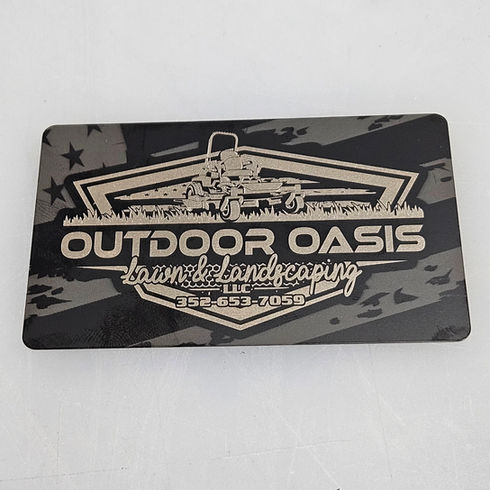 OUTDOOR OASIS
Lawn & Landscaping
LLC
352-653-7059